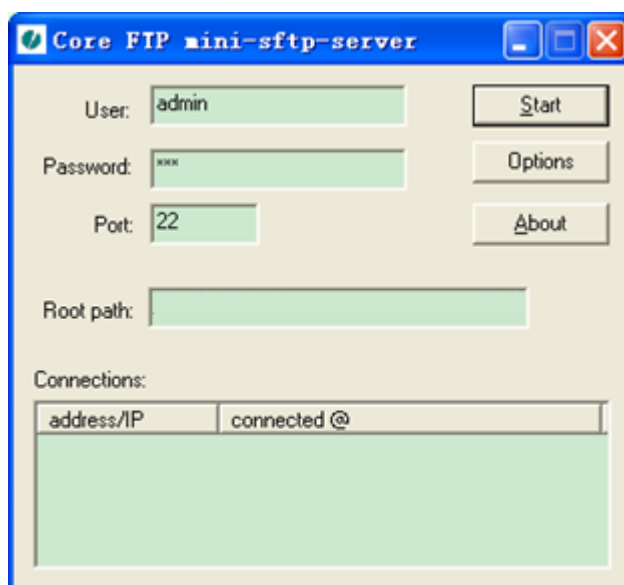 Core FTP mini-sftp-server
User: admin
Start
Password: ***
Options
Port: 22
About
Root path: .
Connections:
address/IP connected @